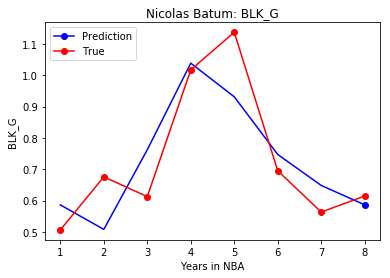 Nicolas Batum: BLK_G
Prediction
True
1.1
1.0
0.9
0.8
0.7
0.6
0.5
BLK_G
1 2 3 4 5 6 7 8
Years in NBA